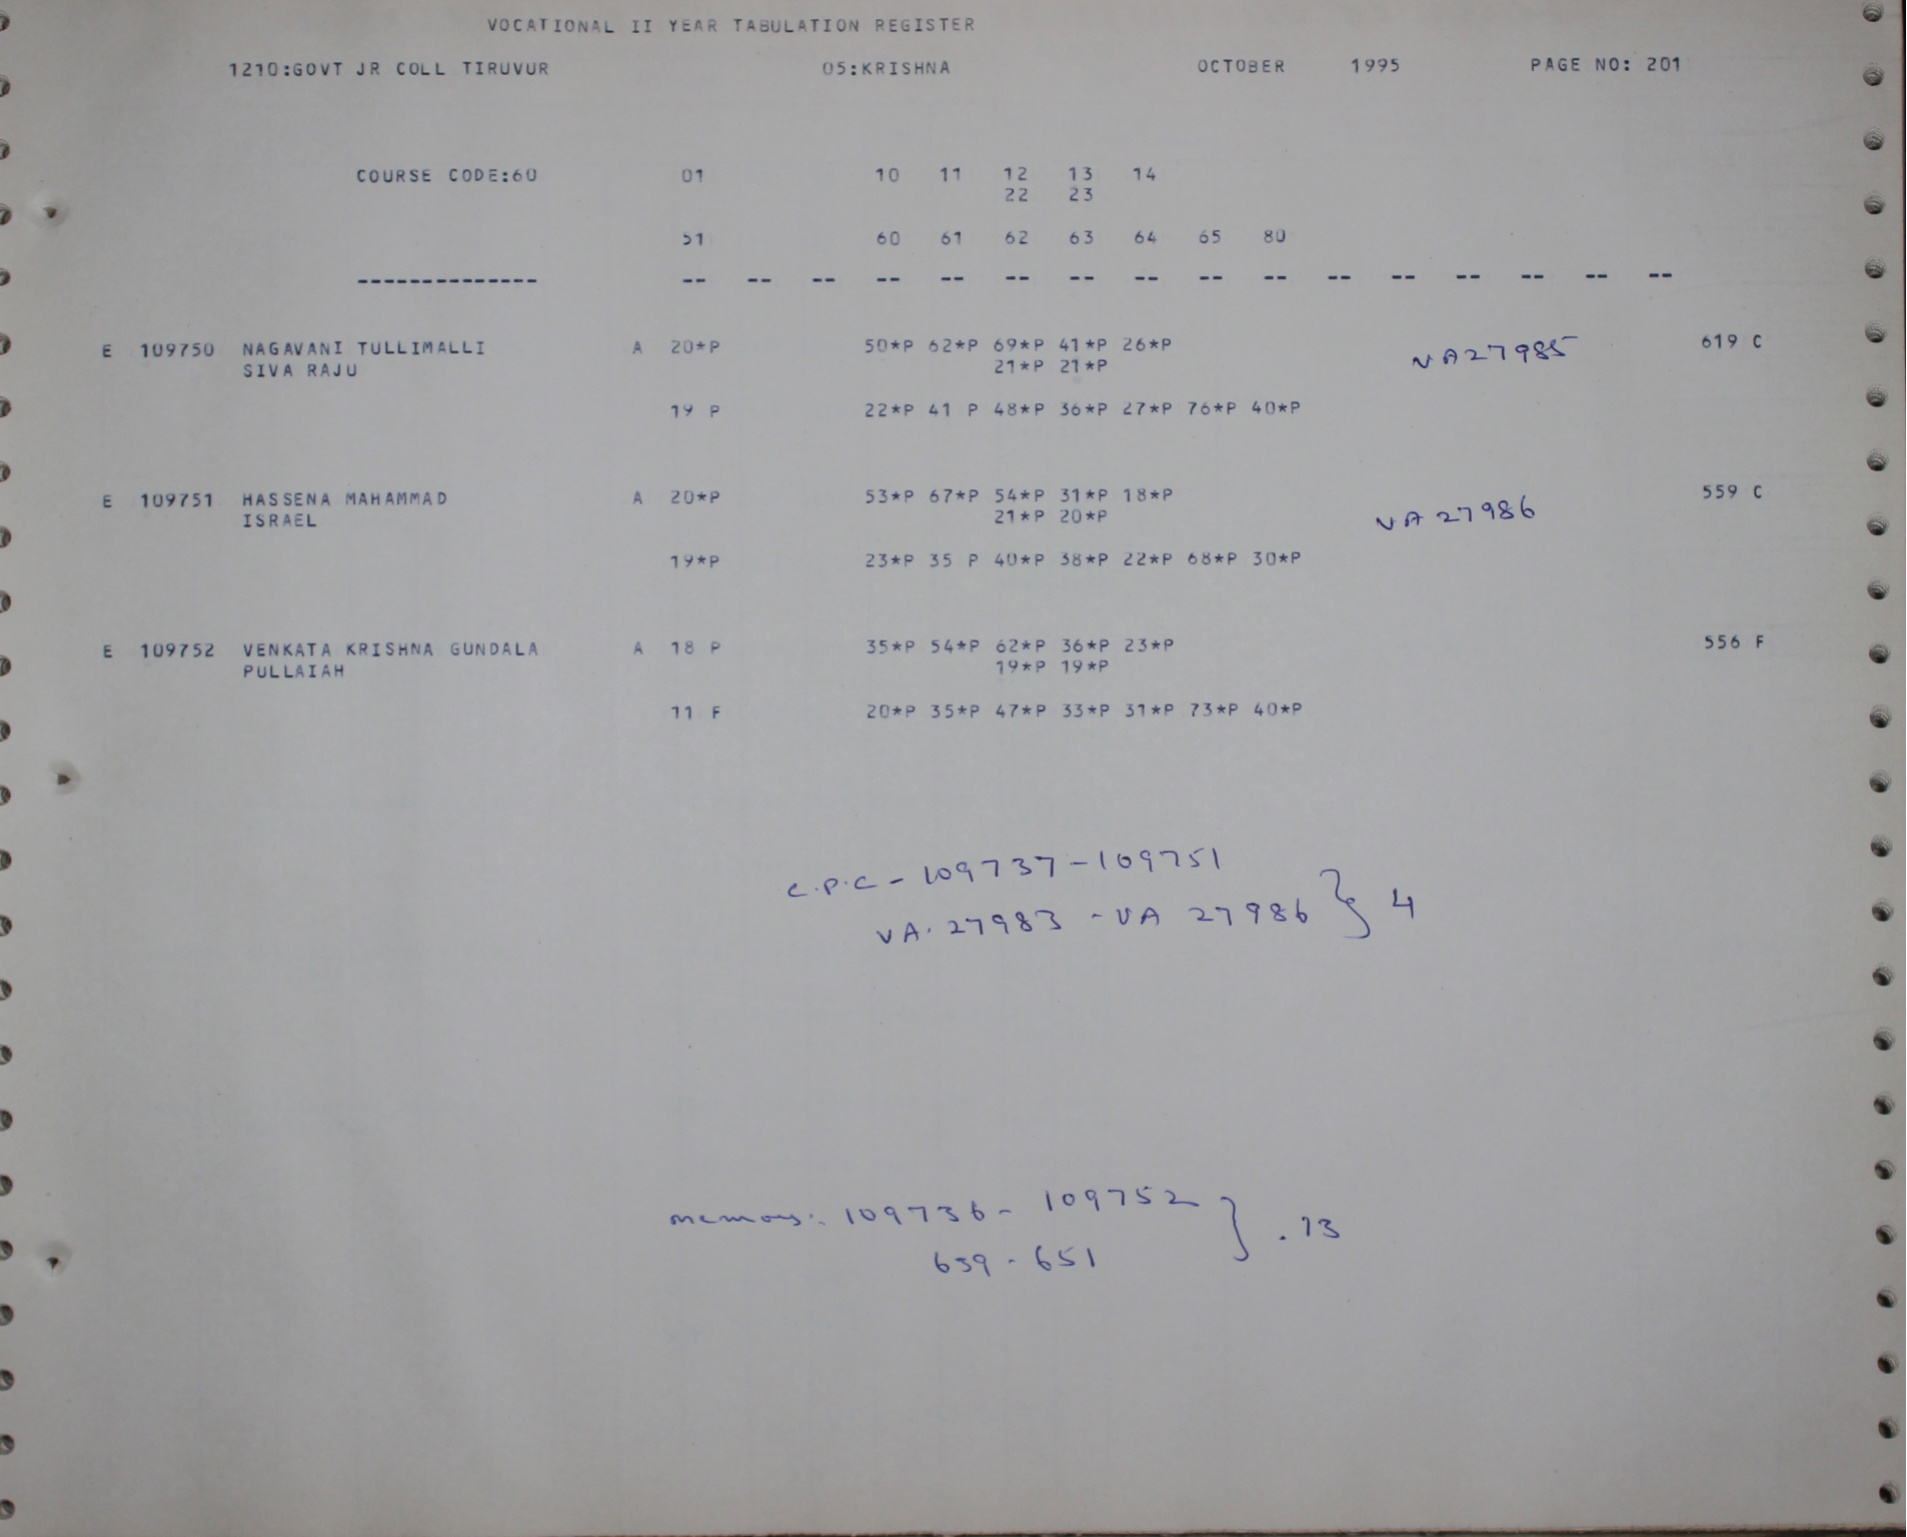 VOCATIONAL II YEAR TABULATION REGISTER
1210:GOVT JR COLL TIRUVUR 05:KRISHNA OCTOBER 1995 PAGE NO: 201
COURSE CODE:60 01 10 11 12 13 14
22 23
51 60 61 62 63 64 65 80
-------------- -- -- -- -- -- -- -- -- -- -- -- -- -- -- -- --
E 109750 NAGAVANI TULLIMALLI A 20*P 50*P 62*P 69*P 41*P 26*P VA27985 619 C
SIVA RAJU 21*P 21*P
19 P 22*P 41 P 48*P 36*P 27*P 76*P 40*P
E 109751 HASSENA MAHAMMAD A 20*P 53*P 67*P 54*P 31*P 18*P VA 27986 559 C
ISRAEL 21*P 20*P
19*P 23*P 35 P 40*P 38*P 22*P 68*P 30*P
E 109752 VENKATA KRISHNA GUNDALA A 18 P 35*P 54*P 62*P 36*P 23*P 556 F
PULLAIAH 19*P 19*P
11 F 20*P 35*P 47*P 33*P 31*P 73*P 40*P
C.P.C - 109737-109751
VA. 27983 - VA 27986 } 4
109736 - 109752
639 - 651 } . 13